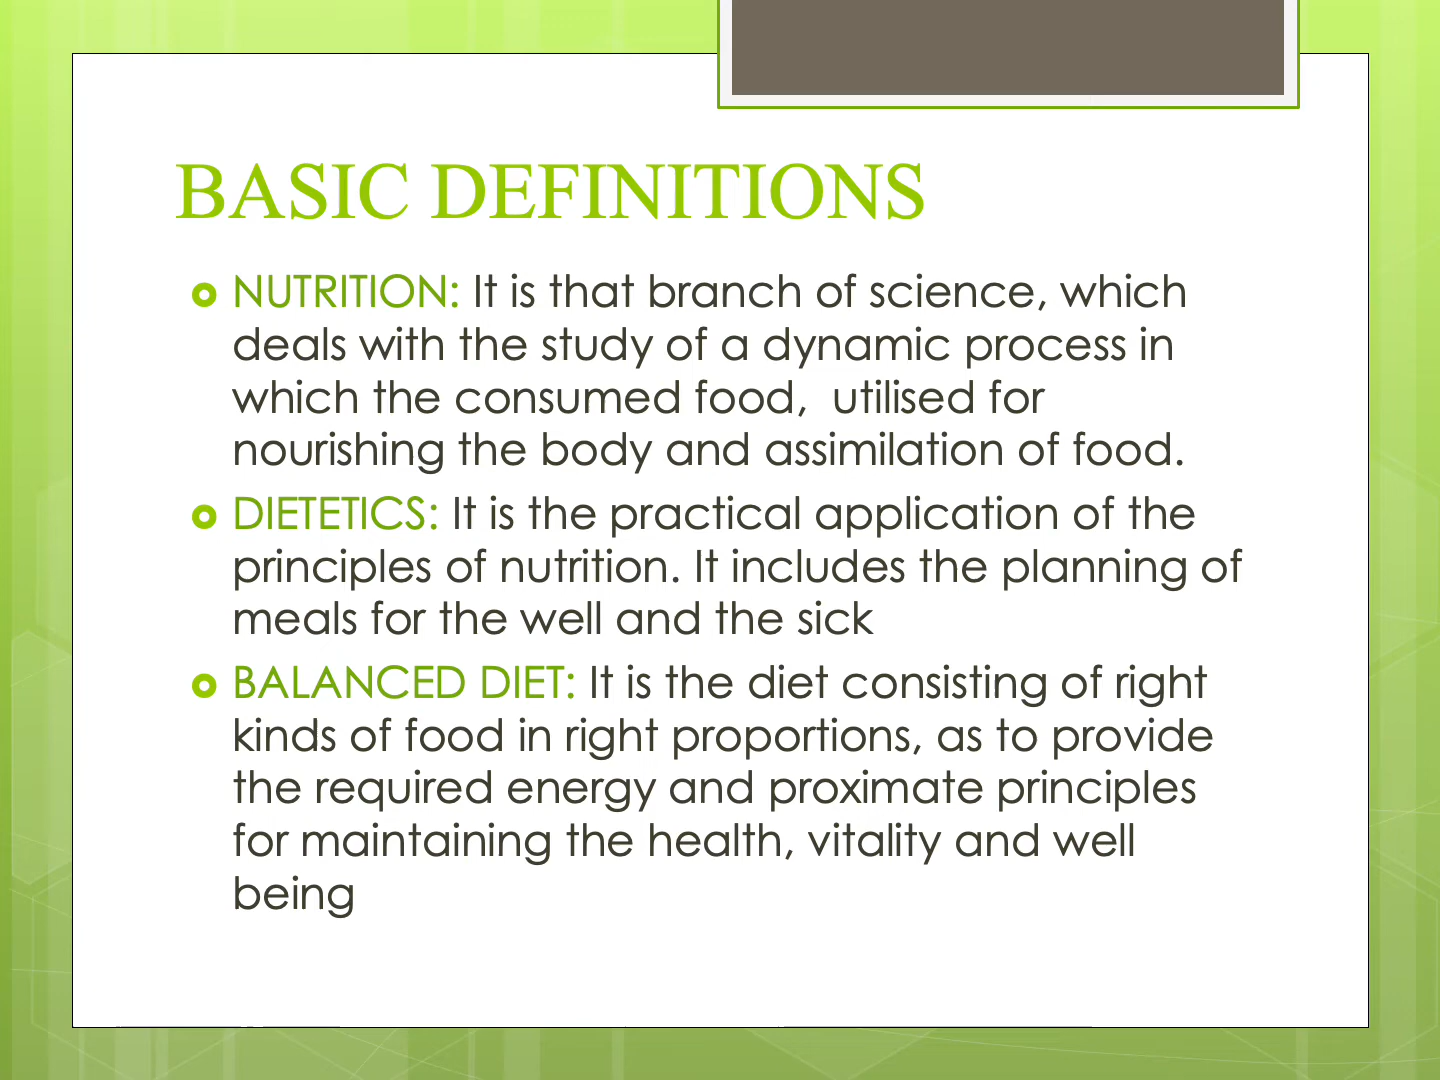 BASIC DEFINITIONS
NUTRITION: It is that branch of science, which
deals with the study of a dynamic process in
which the consumed food,  utilised for
nourishing the body and assimilation of food.
DIETETICS: It is the practical application of the
principles of nutrition. It includes the planning of
meals for the well and the sick
BALANCED DIET: It is the diet consisting of right
kinds of food in right proportions, as to provide
the required energy and proximate principles
for maintaining the health, vitality and well
being